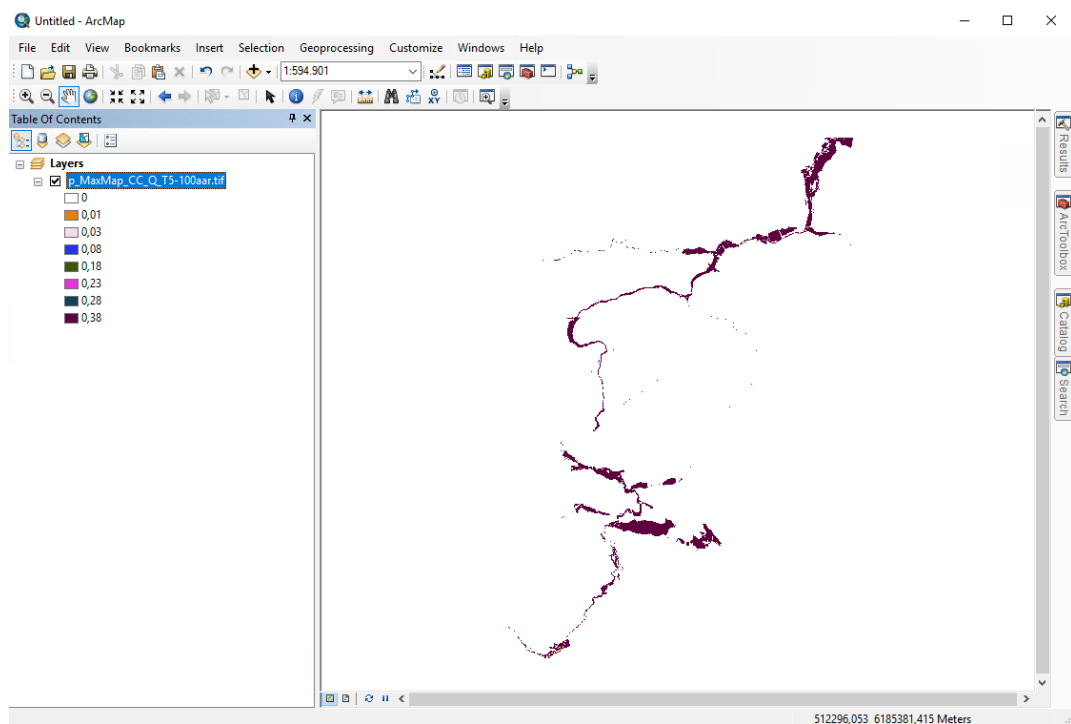 Untitled - ArcMap
File Edit View Bookmarks Insert Selection Geoprocessing Customize Windows Help
1:594.901
Table Of Contents
Layers
p_MaxMap_CC_Q_T5-100aar.tif
0
0,01
0,03
0,08
0,18
0,23
0,28
0,38
Results
ArcToolbox
Catalog
Search
512296,053 6185381,415 Meters